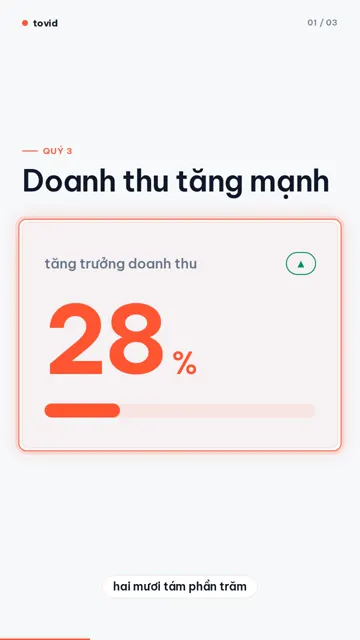 tovid
01 / 03
QUÝ 3
Doanh thu tăng mạnh
tăng trưởng doanh thu
▲
28 %
hai mươi tám phần trăm